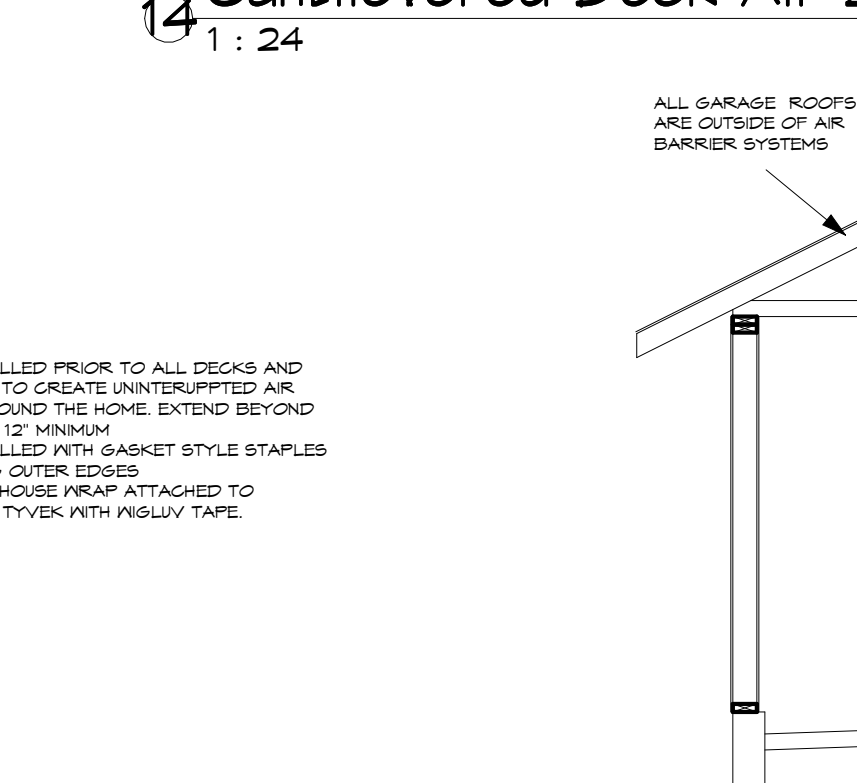 14
1 : 24
ALL GARAGE ROOFS
ARE OUTSIDE OF AIR
BARRIER SYSTEMS
LLED PRIOR TO ALL DECKS AND
TO CREATE UNINTERUPPTED AIR
OUND THE HOME. EXTEND BEYOND
12" MINIMUM
LLED WITH GASKET STYLE STAPLES
OUTER EDGES
HOUSE WRAP ATTACHED TO
TYVEK WITH WIGLUV TAPE.